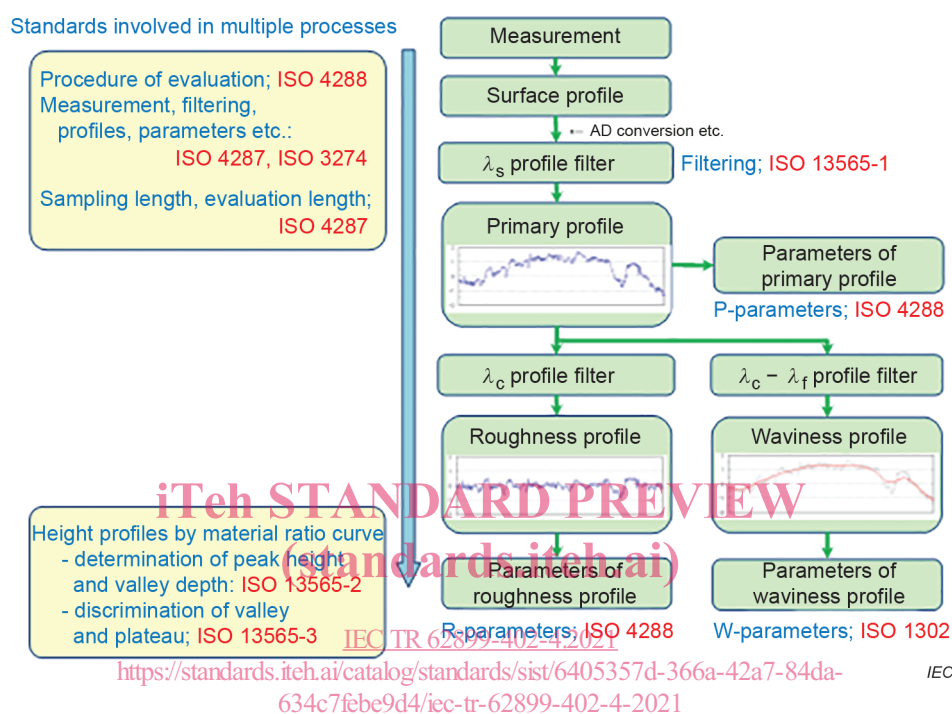 Standards involved in multiple processes
Procedure of evaluation; ISO 4288
Measurement, filtering,
profiles, parameters etc.:
ISO 4287, ISO 3274
Sampling length, evaluation length;
ISO 4287
Measurement
Surface profile
AD conversion etc.
λs profile filter
Filtering; ISO 13565-1
Primary profile
Parameters of
primary profile
P-parameters; ISO 4288
λc profile filter
λc − λf profile filter
Roughness profile
Waviness profile
iTeh STANDARD PREVIEW
(standards.iteh.ai)
Height profiles by material ratio curve
- determination of peak height
and valley depth: ISO 13565-2
- discrimination of valley
and plateau; ISO 13565-3
Parameters of
roughness profile
R-parameters; ISO 4288
Parameters of
waviness profile
W-parameters; ISO 1302
IEC TR 62899-402-4:2021
https://standards.iteh.ai/catalog/standards/sist/6405357d-366a-42a7-84da-
634c7febe9d4/iec-tr-62899-402-4-2021
IEC